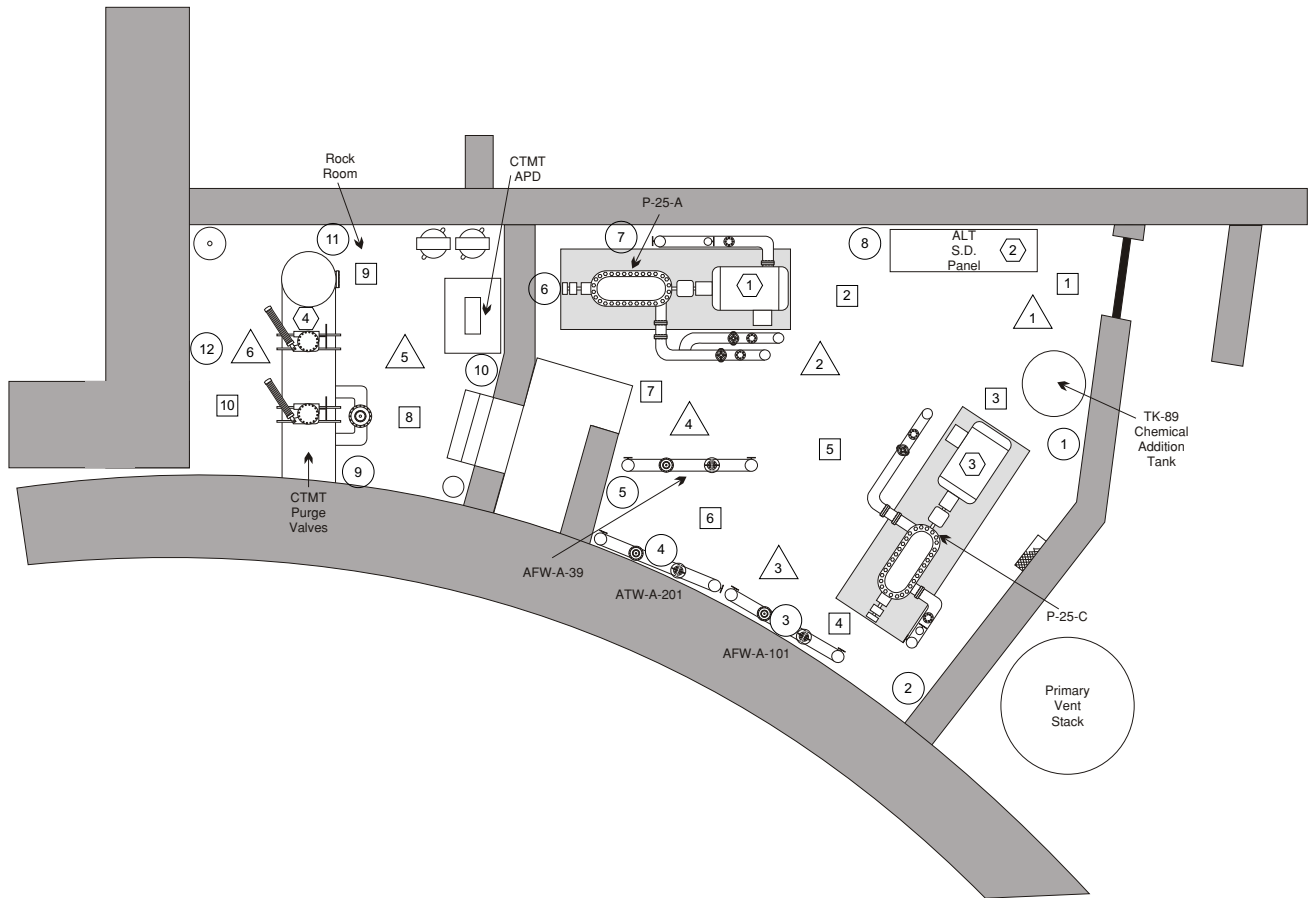 Rock
Room
CTMT
APD
P-25-A
11
7
8
ALT
S.D.
Panel
2
9
6
1
2
1
1
4
12
6
5
2
10
7
3
TK-89
Chemical
Addition
Tank
10
8
4
5
1
3
9
5
CTMT
Purge
Valves
6
4
3
AFW-A-39
ATW-A-201
3
4
P-25-C
AFW-A-101
2
Primary
Vent
Stack